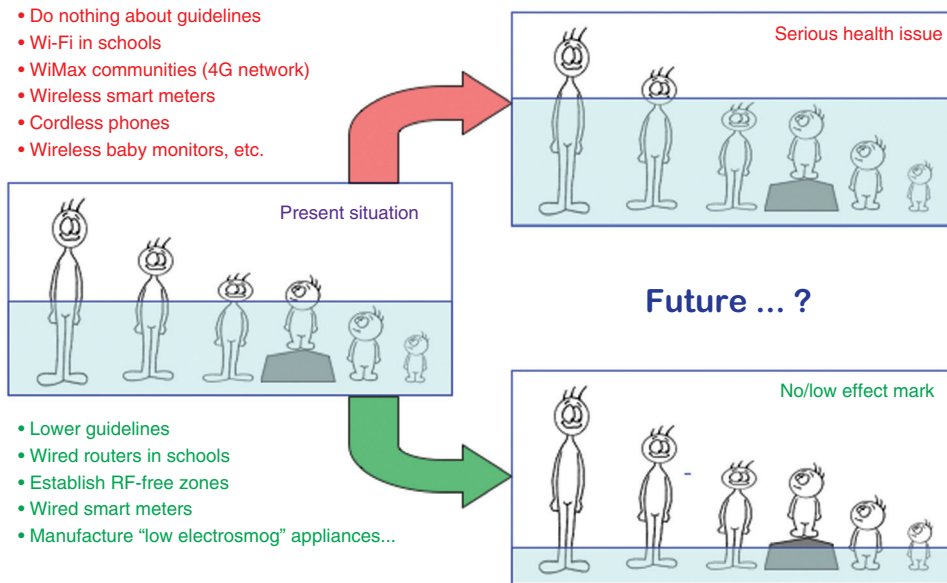 • Do nothing about guidelines
• Wi-Fi in schools
• WiMax communities (4G network)
• Wireless smart meters
• Cordless phones
• Wireless baby monitors, etc.
Serious health issue
Present situation
Future ... ?
No/low effect mark
• Lower guidelines
• Wired routers in schools
• Establish RF-free zones
• Wired smart meters
• Manufacture “low electrosmog” appliances...